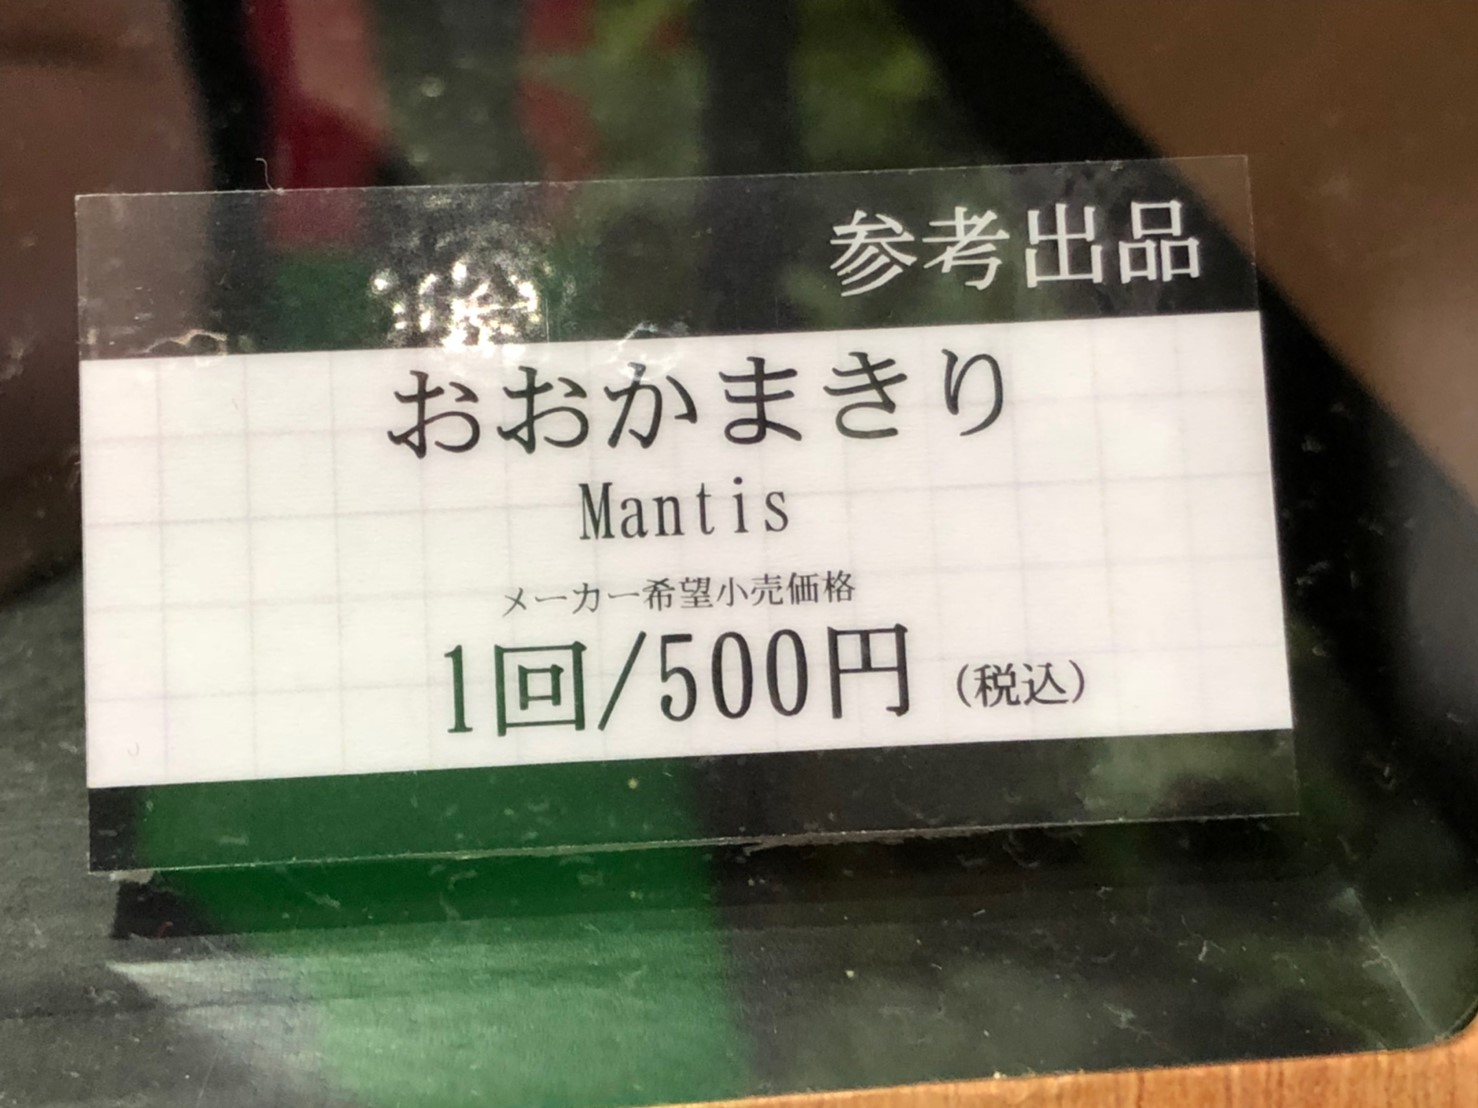 参考出品
おおかまきり
Mantis
メーカー希望小売価格
1回/500円 (税込)